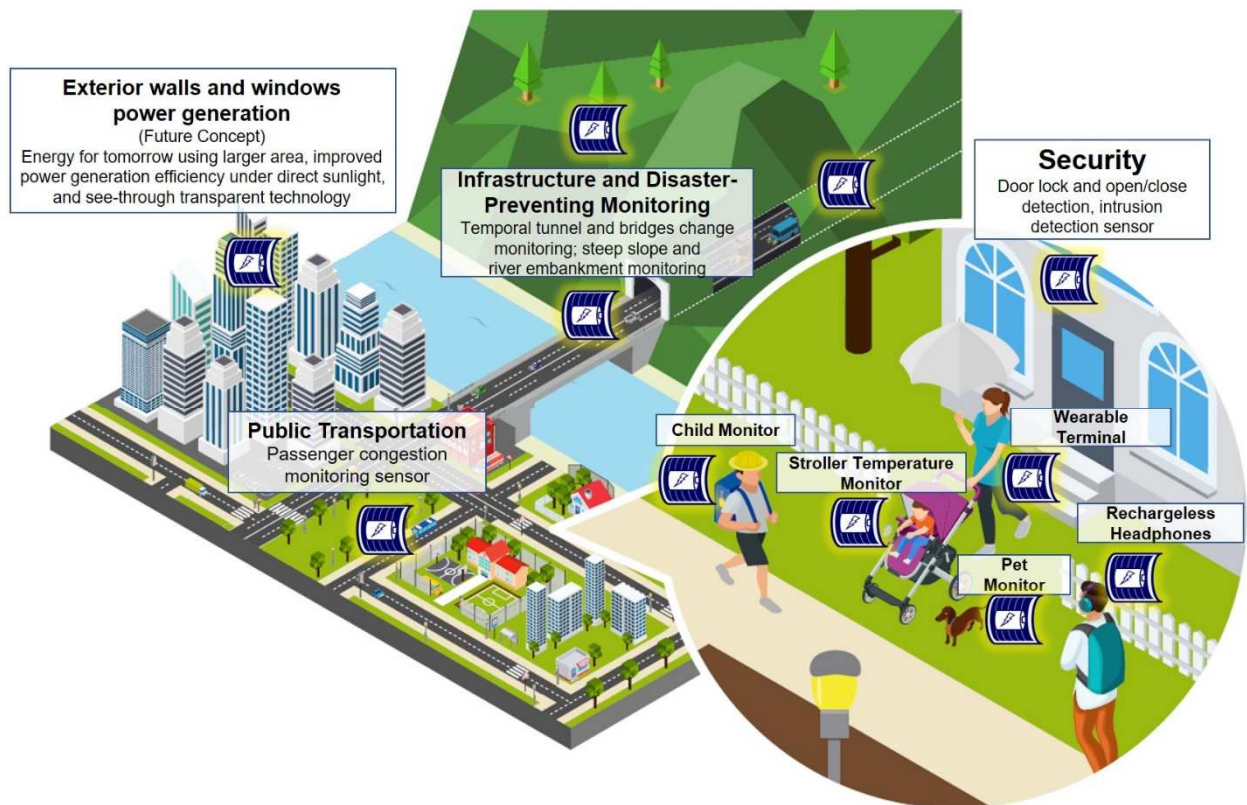 Exterior walls and windows
power generation
(Future Concept)
Energy for tomorrow using larger area, improved
power generation efficiency under direct sunlight,
and see-through transparent technology
Infrastructure and Disaster-
Preventing Monitoring
Temporal tunnel and bridges change
monitoring; steep slope and
river embankment monitoring
Security
Door lock and open/close
detection, intrusion
detection sensor
Public Transportation
Passenger congestion
monitoring sensor
Child Monitor
Stroller Temperature
Monitor
Wearable
Terminal
Rechargeless
Headphones
Pet
Monitor